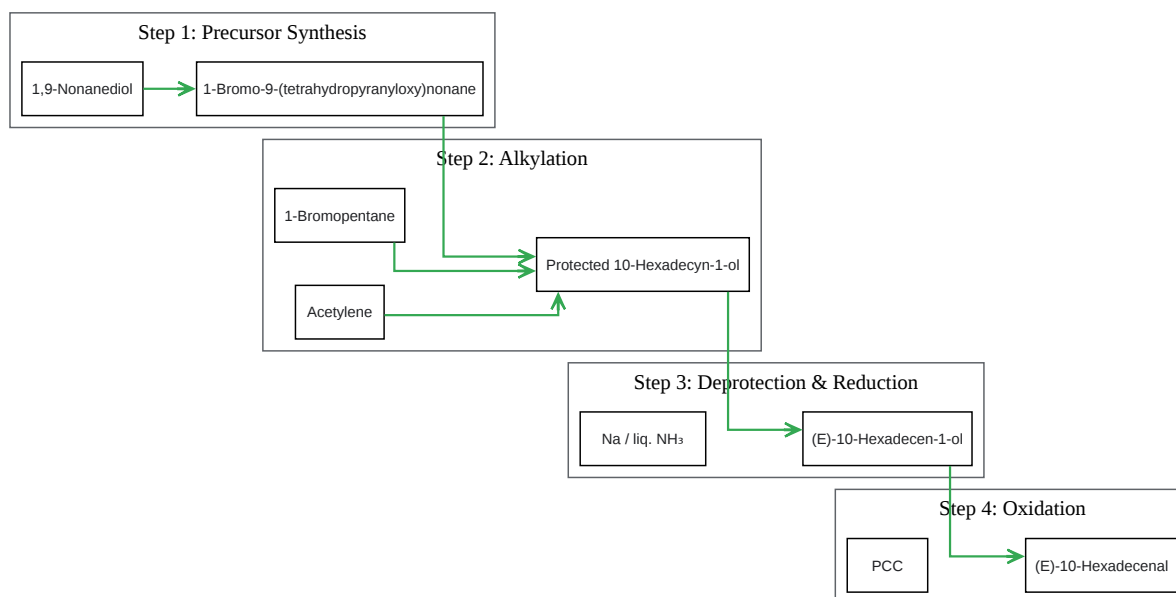 Step 1: Precursor Synthesis
1,9-Nonanediol
1-Bromo-9-(tetrahydropyranyloxy)nonane
Step 2: Alkylation
1-Bromopentane
Protected 10-Hexadecyn-1-ol
Acetylene
Step 3: Deprotection & Reduction
Na / liq. NH₃
(E)-10-Hexadecen-1-ol
Step 4: Oxidation
PCC
(E)-10-Hexadecenal